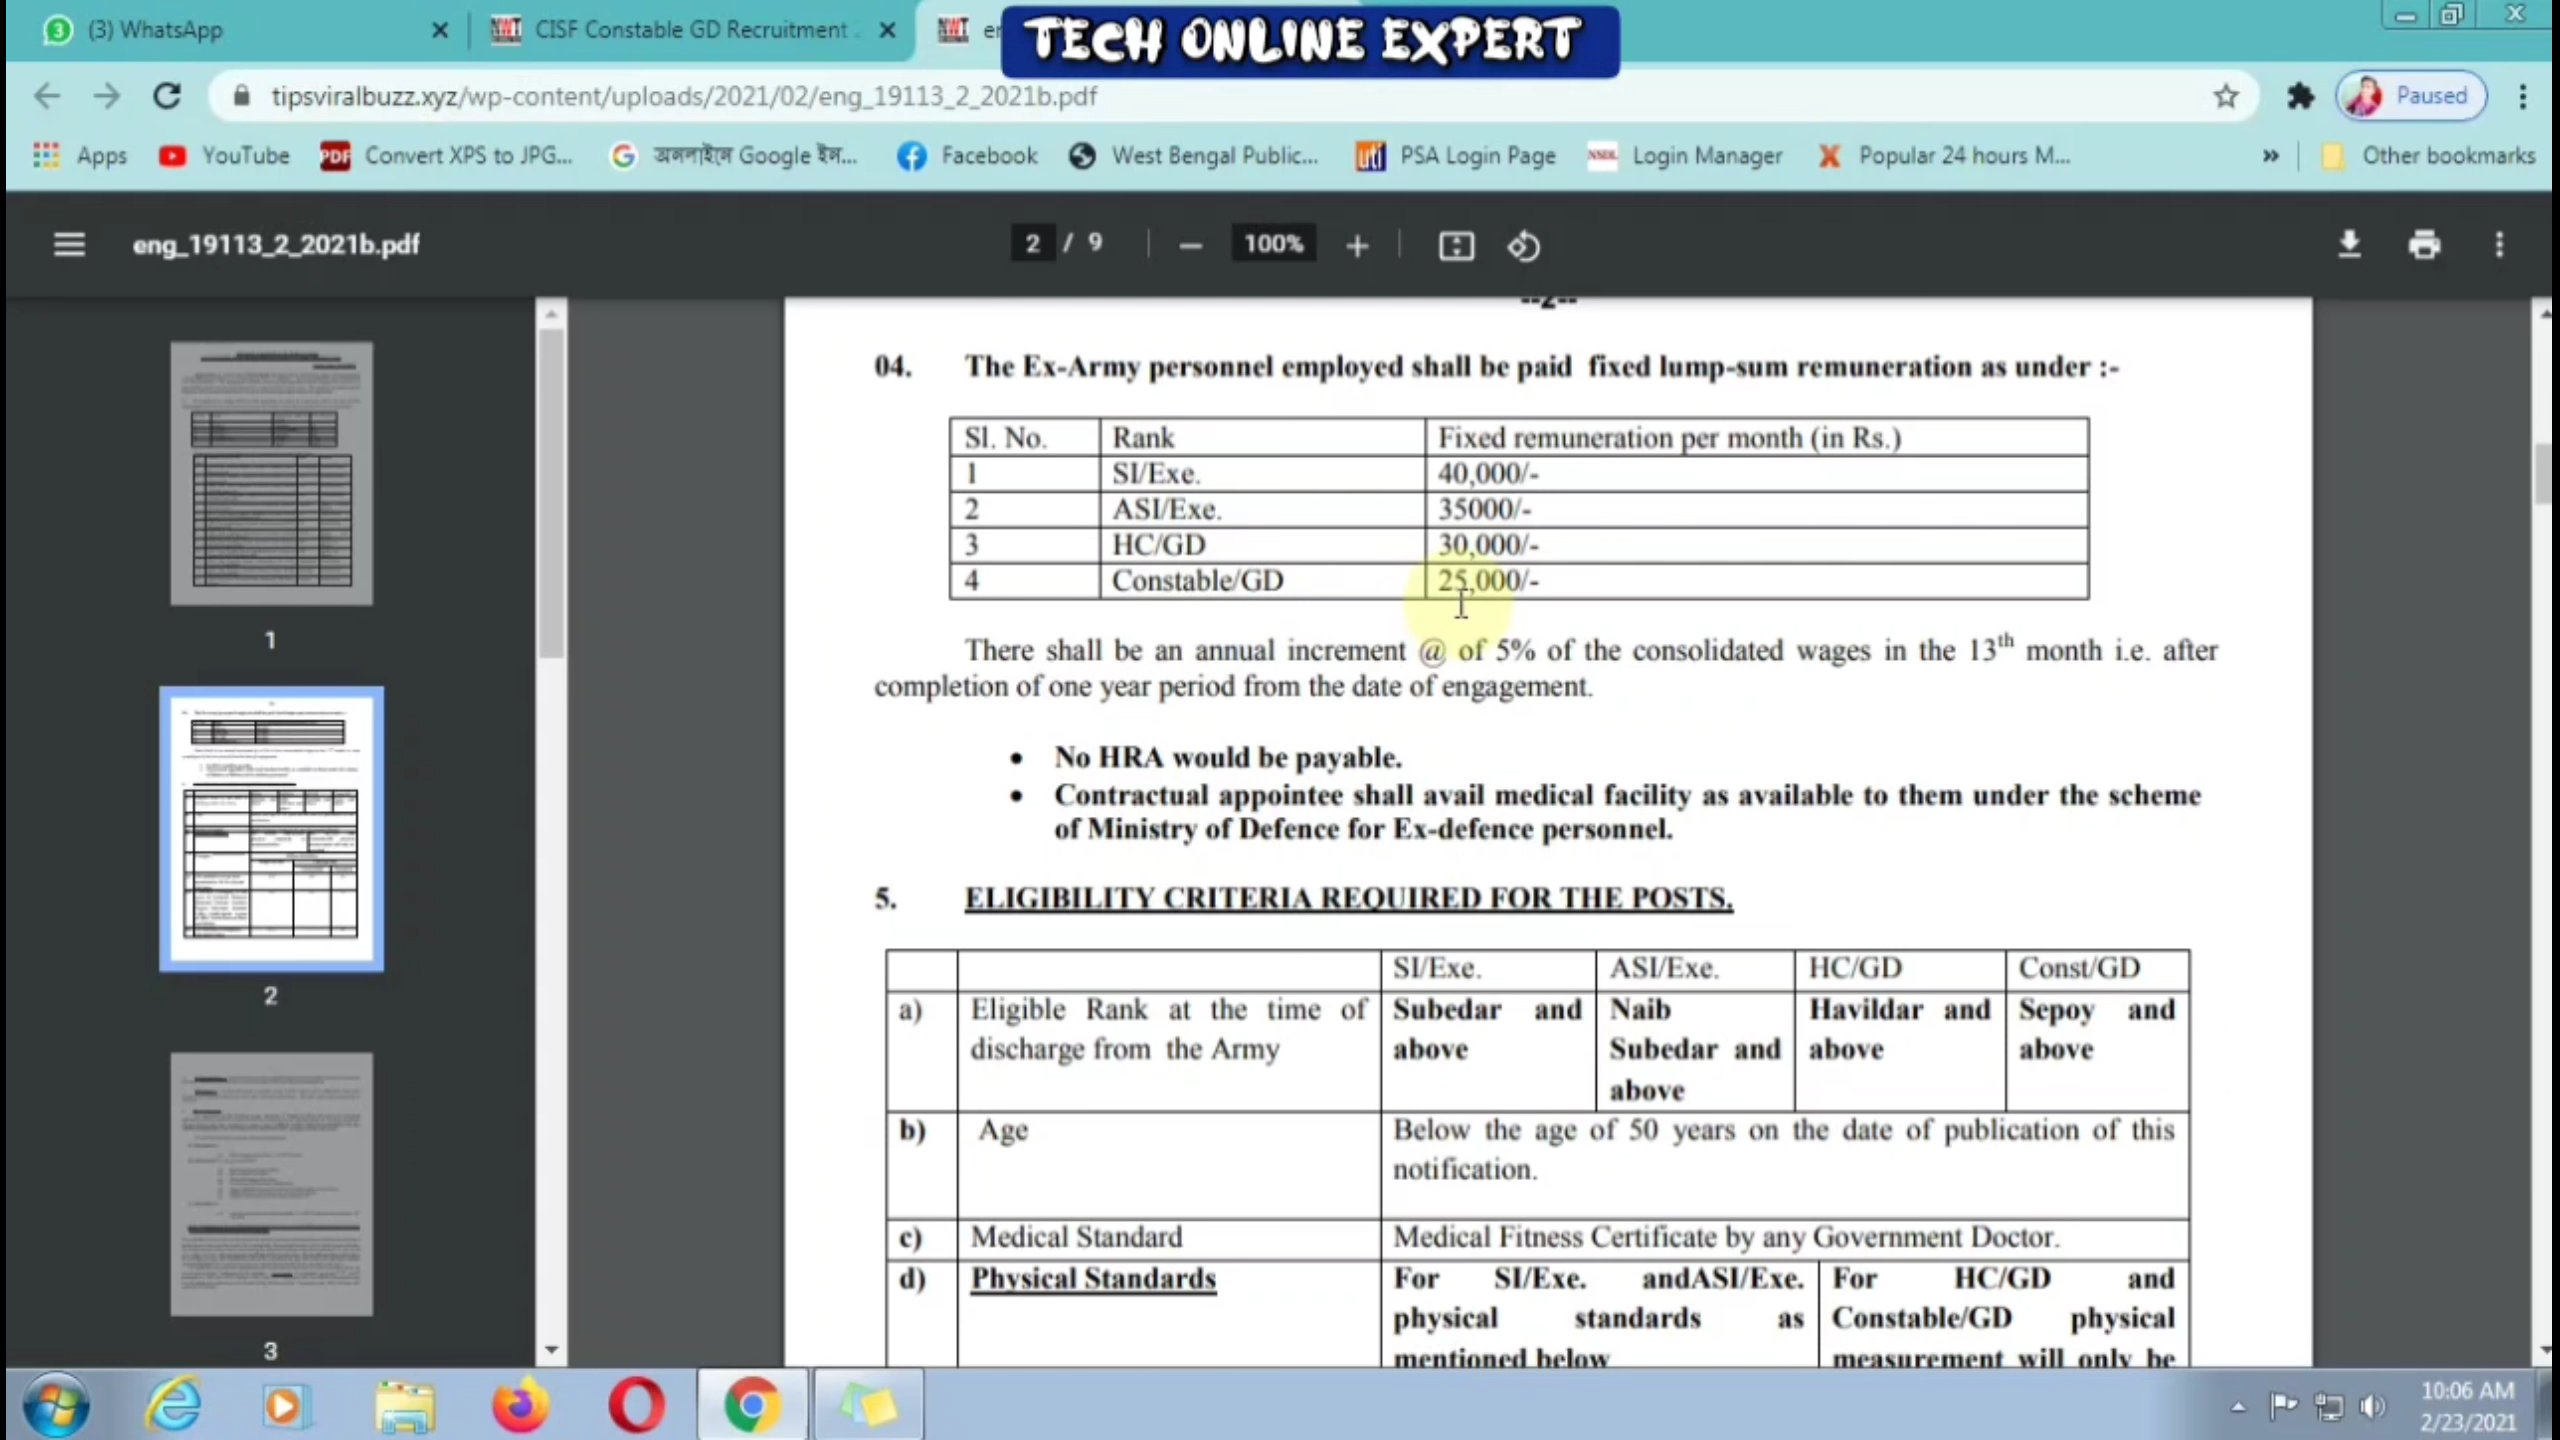 (3) WhatsApp
CISF Constable GD Recruitment
TECH ONLINE EXPERT
tipsviralbuzz.xyz/wp-content/uploads/2021/02/eng_19113_2_2021b.pdf
Paused
Apps YouTube Convert XPS to JPG... অনলাইনে Google ইন... Facebook West Bengal Public... PSA Login Page Login Manager Popular 24 hours M... » Other bookmarks
eng_19113_2_2021b.pdf
2 / 9 — 100% +
--2--
04. The Ex-Army personnel employed shall be paid fixed lump-sum remuneration as under :-
Sl. No. Rank Fixed remuneration per month (in Rs.)
1 SI/Exe. 40,000/-
2 ASI/Exe. 35000/-
3 HC/GD 30,000/-
4 Constable/GD 25,000/-
There shall be an annual increment @ of 5% of the consolidated wages in the 13th month i.e. after
completion of one year period from the date of engagement.
• No HRA would be payable.
• Contractual appointee shall avail medical facility as available to them under the scheme
of Ministry of Defence for Ex-defence personnel.
5. ELIGIBILITY CRITERIA REQUIRED FOR THE POSTS.
SI/Exe. ASI/Exe. HC/GD Const/GD
a) Eligible Rank at the time of Subedar and Naib Havildar and Sepoy and
discharge from the Army above Subedar and above above
above
b) Age Below the age of 50 years on the date of publication of this
notification.
c) Medical Standard Medical Fitness Certificate by any Government Doctor.
d) Physical Standards For SI/Exe. andASI/Exe. For HC/GD and
physical standards as Constable/GD physical
mentioned below measurement will only be
1
2
3
10:06 AM
2/23/2021